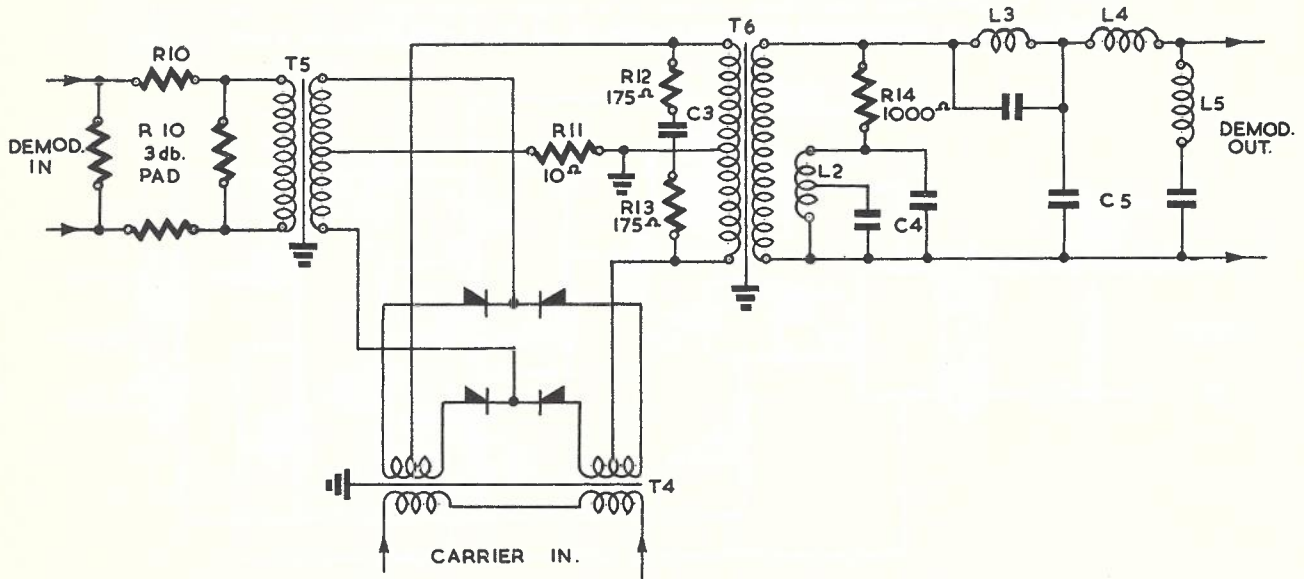 R10
T5
T6
L3
L4
R12
175Ω
C3
R14
1000Ω
L5
DEMOD.
IN
R 10
3 db.
PAD
R11
10Ω
DEMOD.
OUT.
L2
R13
175Ω
C4
C 5
T4
CARRIER IN.